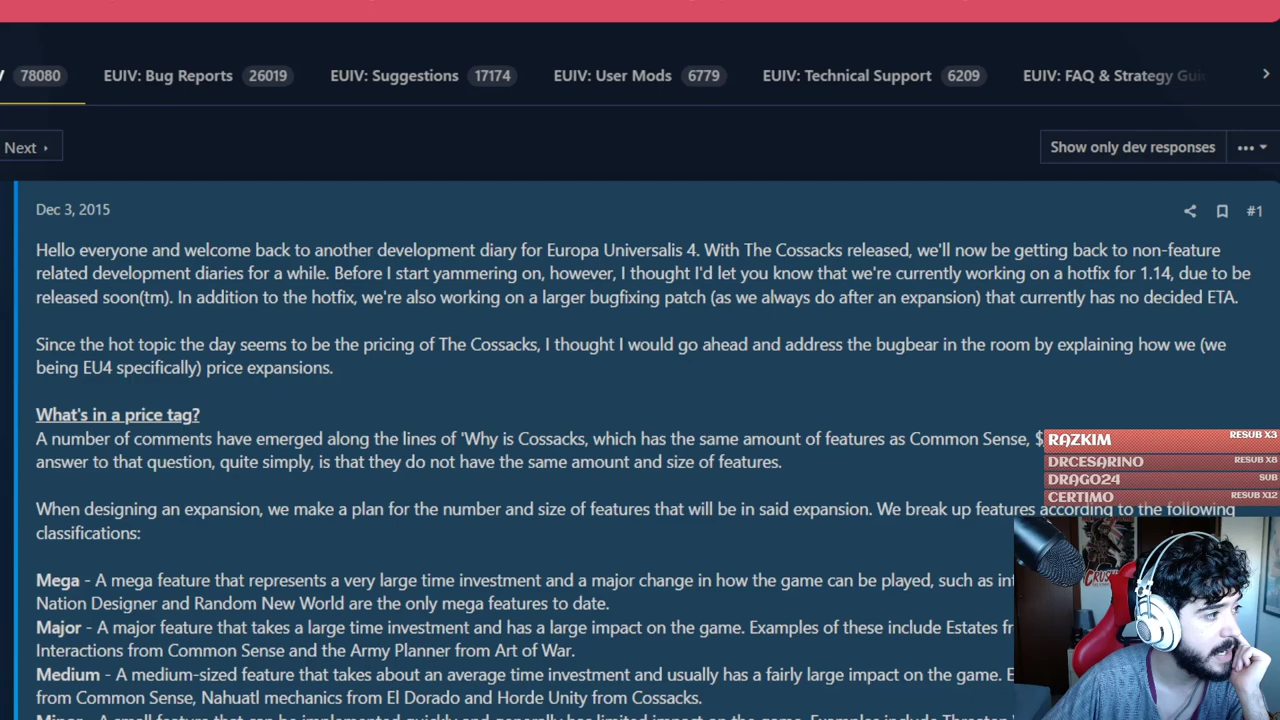 78080 EUIV: Bug Reports 26019 EUIV: Suggestions 17174 EUIV: User Mods 6779 EUIV: Technical Support 6209 EUIV: FAQ & Strategy
Next
Show only dev responses
Dec 3, 2015
#1
Hello everyone and welcome back to another development diary for Europa Universalis 4. With The Cossacks released, we'll now be getting back to non-feature
related development diaries for a while. Before I start yammering on, however, I thought I'd let you know that we're currently working on a hotfix for 1.14, due to be
released soon(tm). In addition to the hotfix, we're also working on a larger bugfixing patch (as we always do after an expansion) that currently has no decided ETA.
Since the hot topic the day seems to be the pricing of The Cossacks, I thought I would go ahead and address the bugbear in the room by explaining how we (we
being EU4 specifically) price expansions.
What's in a price tag?
A number of comments have emerged along the lines of 'Why is Cossacks, which has the same amount of features as Common Sense, $
answer to that question, quite simply, is that they do not have the same amount and size of features.
RAZKIM RESUB X3
DRCESARINO RESUB X8
DRAGO24 SUB
CERTIMO RESUB X12
When designing an expansion, we make a plan for the number and size of features that will be in said expansion. We break up features according to the following
classifications:
Mega - A mega feature that represents a very large time investment and a major change in how the game can be played, such as
Nation Designer and Random New World are the only mega features to date.
Major - A major feature that takes a large time investment and has a large impact on the game. Examples of these include Estates
Interactions from Common Sense and the Army Planner from Art of War.
Medium - A medium-sized feature that takes about an average time investment and usually has a fairly large impact on the game.
from Common Sense, Nahuatl mechanics from El Dorado and Horde Unity from Cossacks.